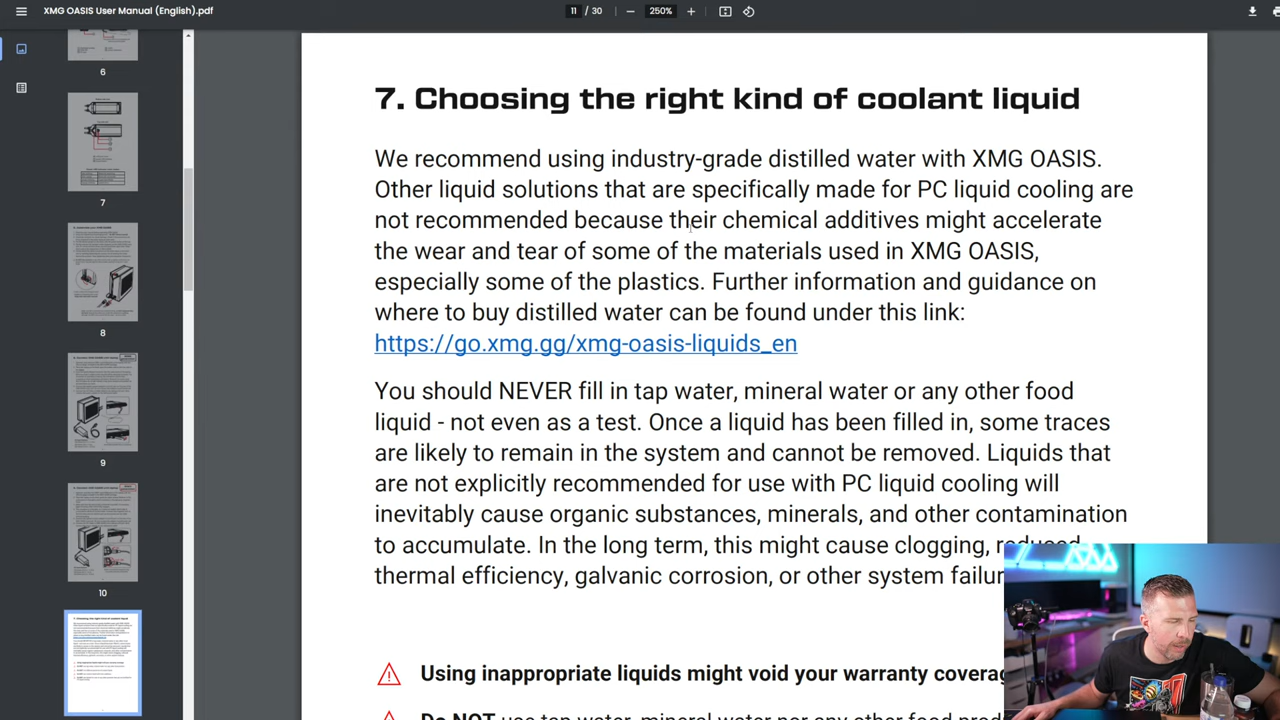 XMG OASIS User Manual (English).pdf
11 / 30
250%
6
7
8
9
10
7. Choosing the right kind of coolant liquid
We recommend using industry-grade distilled water with XMG OASIS.
Other liquid solutions that are specifically made for PC liquid cooling are
not recommended because their chemical additives might accelerate
the wear and tear of some of the materials used in XMG OASIS,
especially some of the plastics. Further information and guidance on
where to buy distilled water can be found under this link:
https://go.xmg.gg/xmg-oasis-liquids_en
You should NEVER fill in tap water, mineral water or any other food
liquid - not even as a test. Once a liquid has been filled in, some traces
are likely to remain in the system and cannot be removed. Liquids that
are not explicitly recommended for use with PC liquid cooling will
inevitably cause organic substances, minerals, and other contamination
to accumulate. In the long term, this might cause clogging, reduced
thermal efficiency, galvanic corrosion, or other system failur
Using inappropriate liquids might void your warranty coverag
Do NOT use tap water, mineral water nor any other food prod